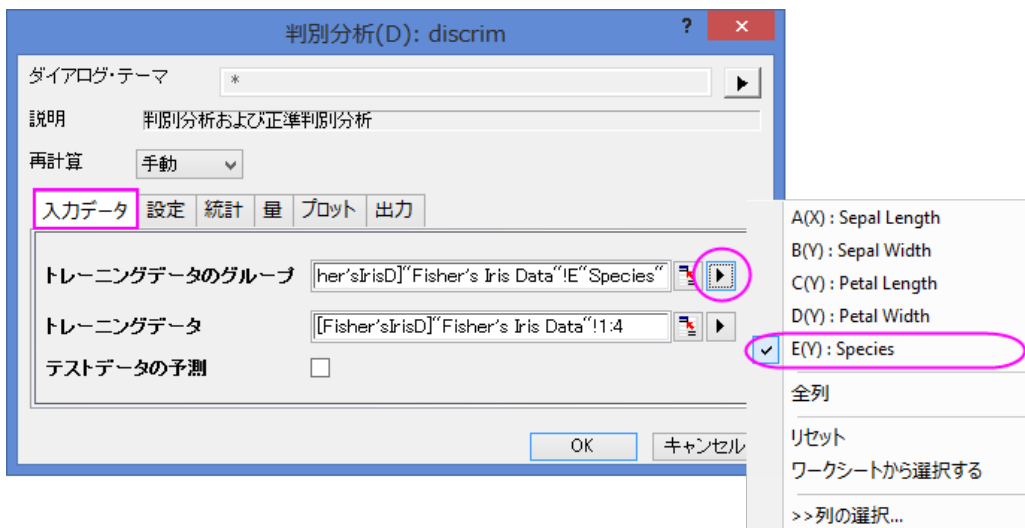 判別分析(D): discrim
? ×
ダイアログ・テーマ *
説明 判別分析および正準判別分析
再計算 手動
入力データ 設定 統計 量 プロット 出力
トレーニングデータのグループ her'sIrisD]"Fisher's Iris Data"!E"Species"
トレーニングデータ [Fisher'sIrisD]"Fisher's Iris Data"!1:4
テストデータの予測
OK キャンセル
A(X) : Sepal Length
B(Y) : Sepal Width
C(Y) : Petal Length
D(Y) : Petal Width
E(Y) : Species
全列
リセット
ワークシートから選択する
>>列の選択...